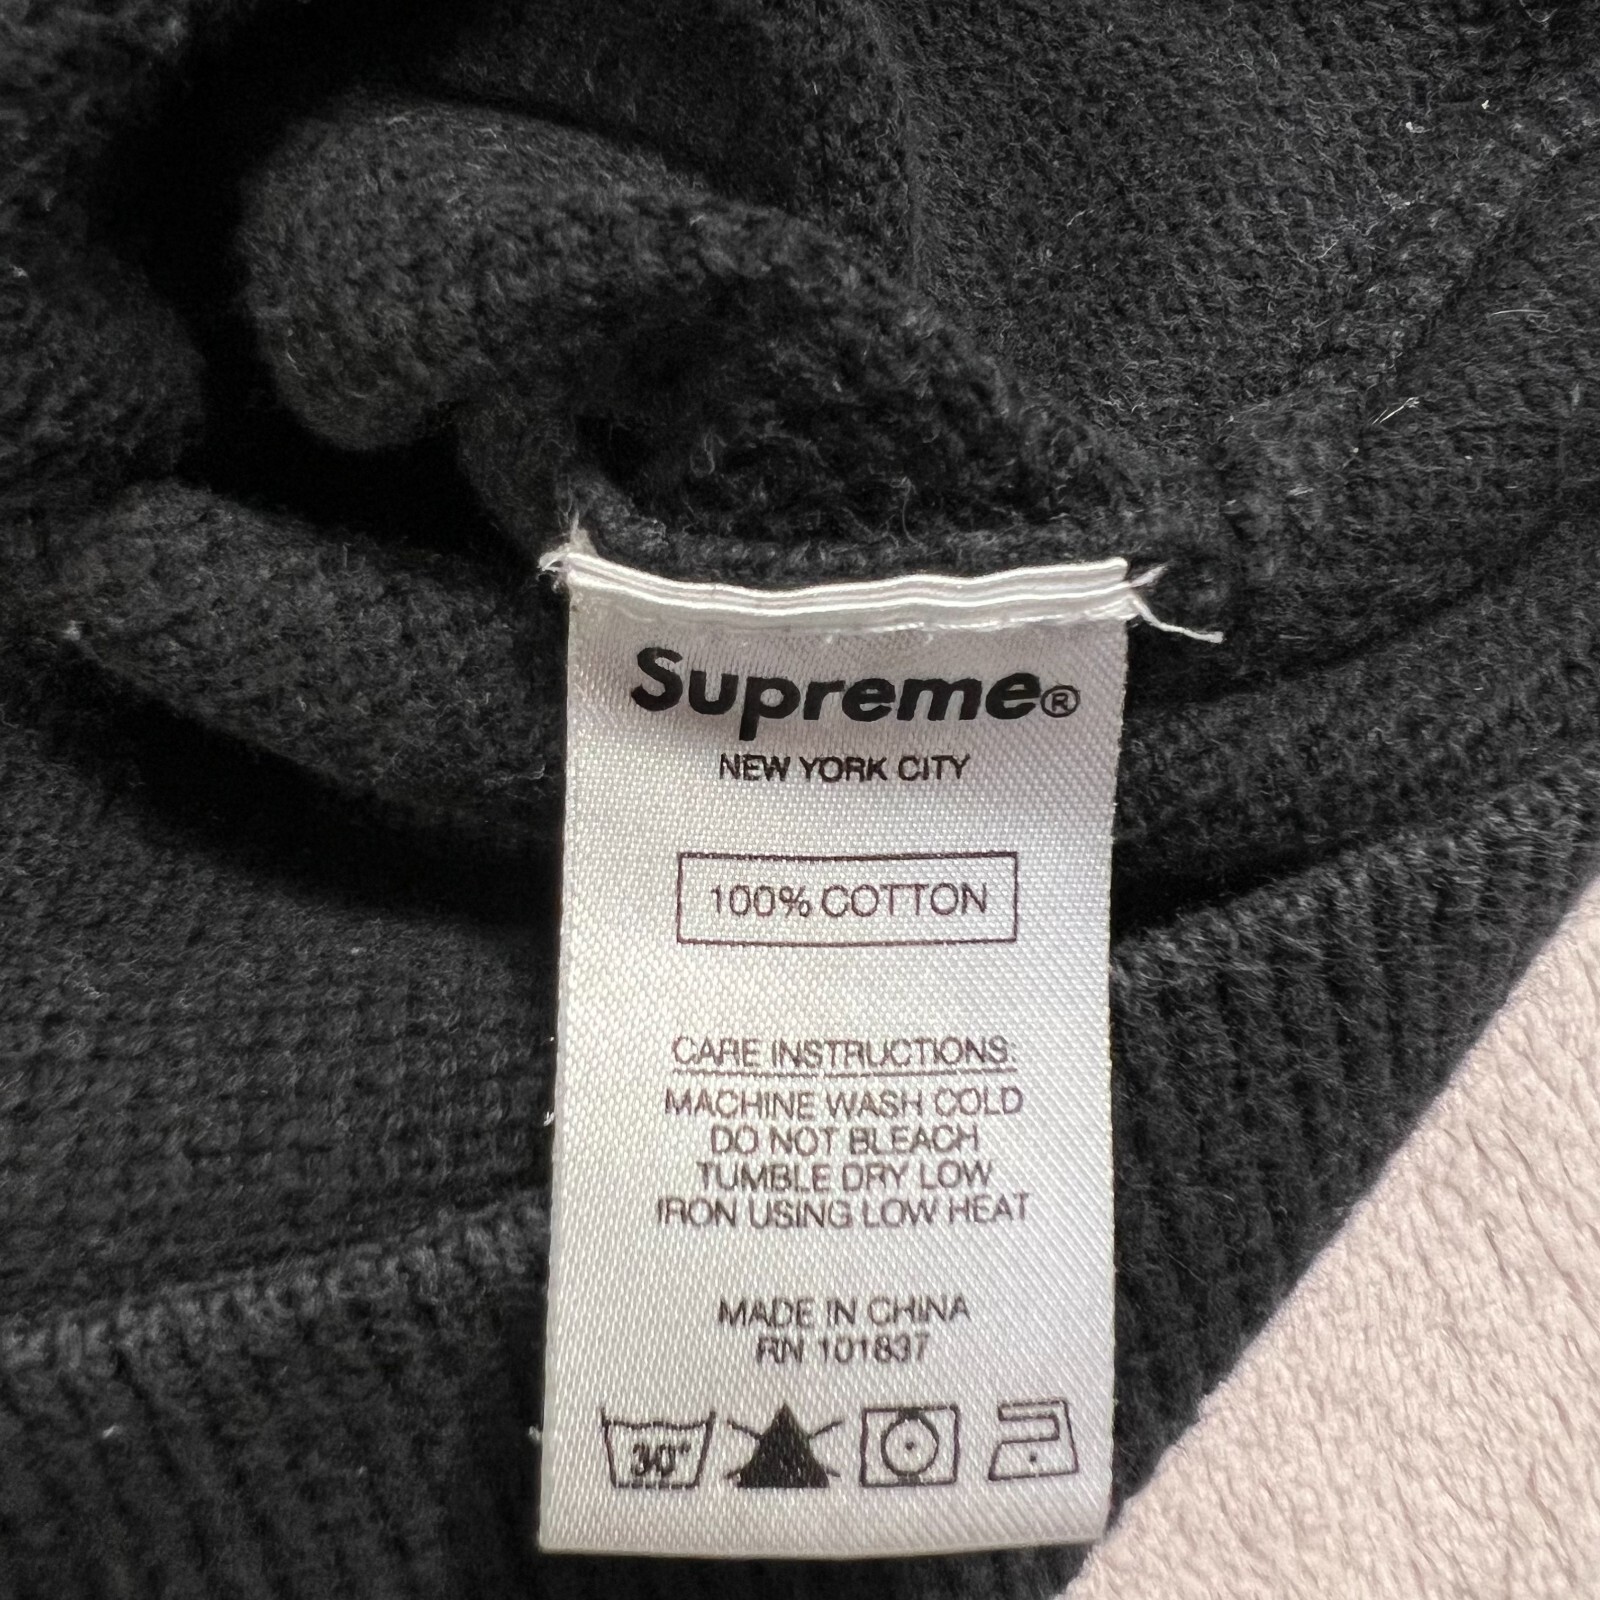 Supreme®
NEW YORK CITY
100% COTTON
CARE INSTRUCTIONS:
MACHINE WASH COLD
DO NOT BLEACH
TUMBLE DRY LOW
IRON USING LOW HEAT
MADE IN CHINA
RN 101837
30°